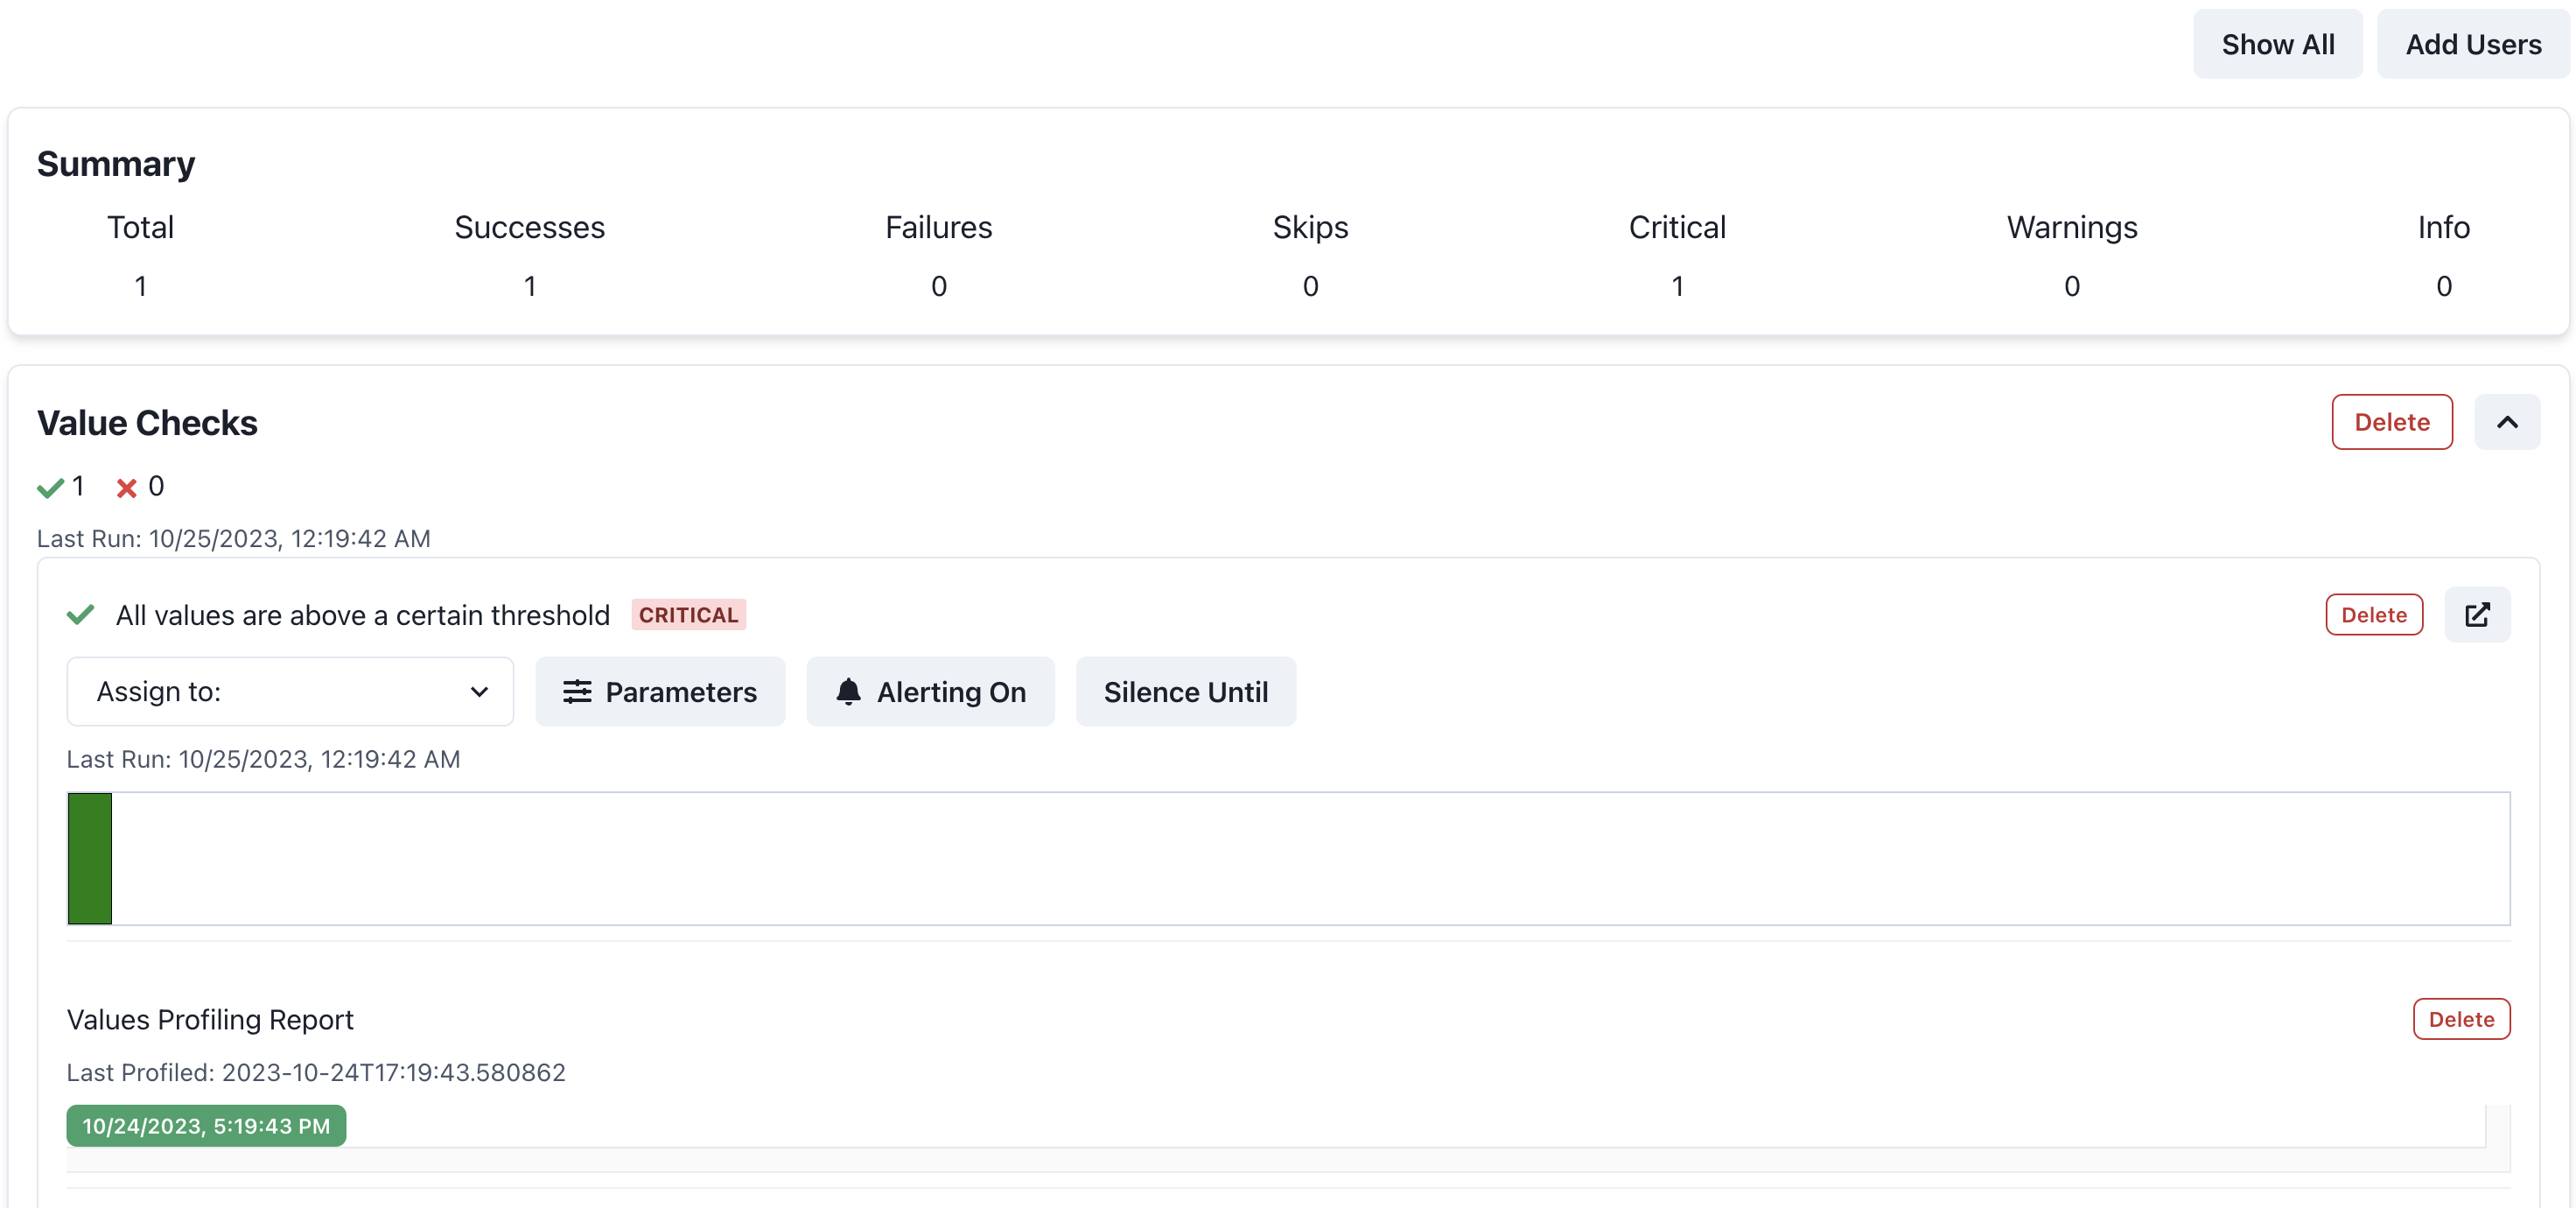 Show All Add Users
Summary
Total Successes Failures Skips Critical Warnings Info
1 1 0 0 1 0 0
Value Checks Delete
1 0
Last Run: 10/25/2023, 12:19:42 AM
All values are above a certain threshold CRITICAL Delete
Assign to: Parameters Alerting On Silence Until
Last Run: 10/25/2023, 12:19:42 AM
Values Profiling Report Delete
Last Profiled: 2023-10-24T17:19:43.580862
10/24/2023, 5:19:43 PM